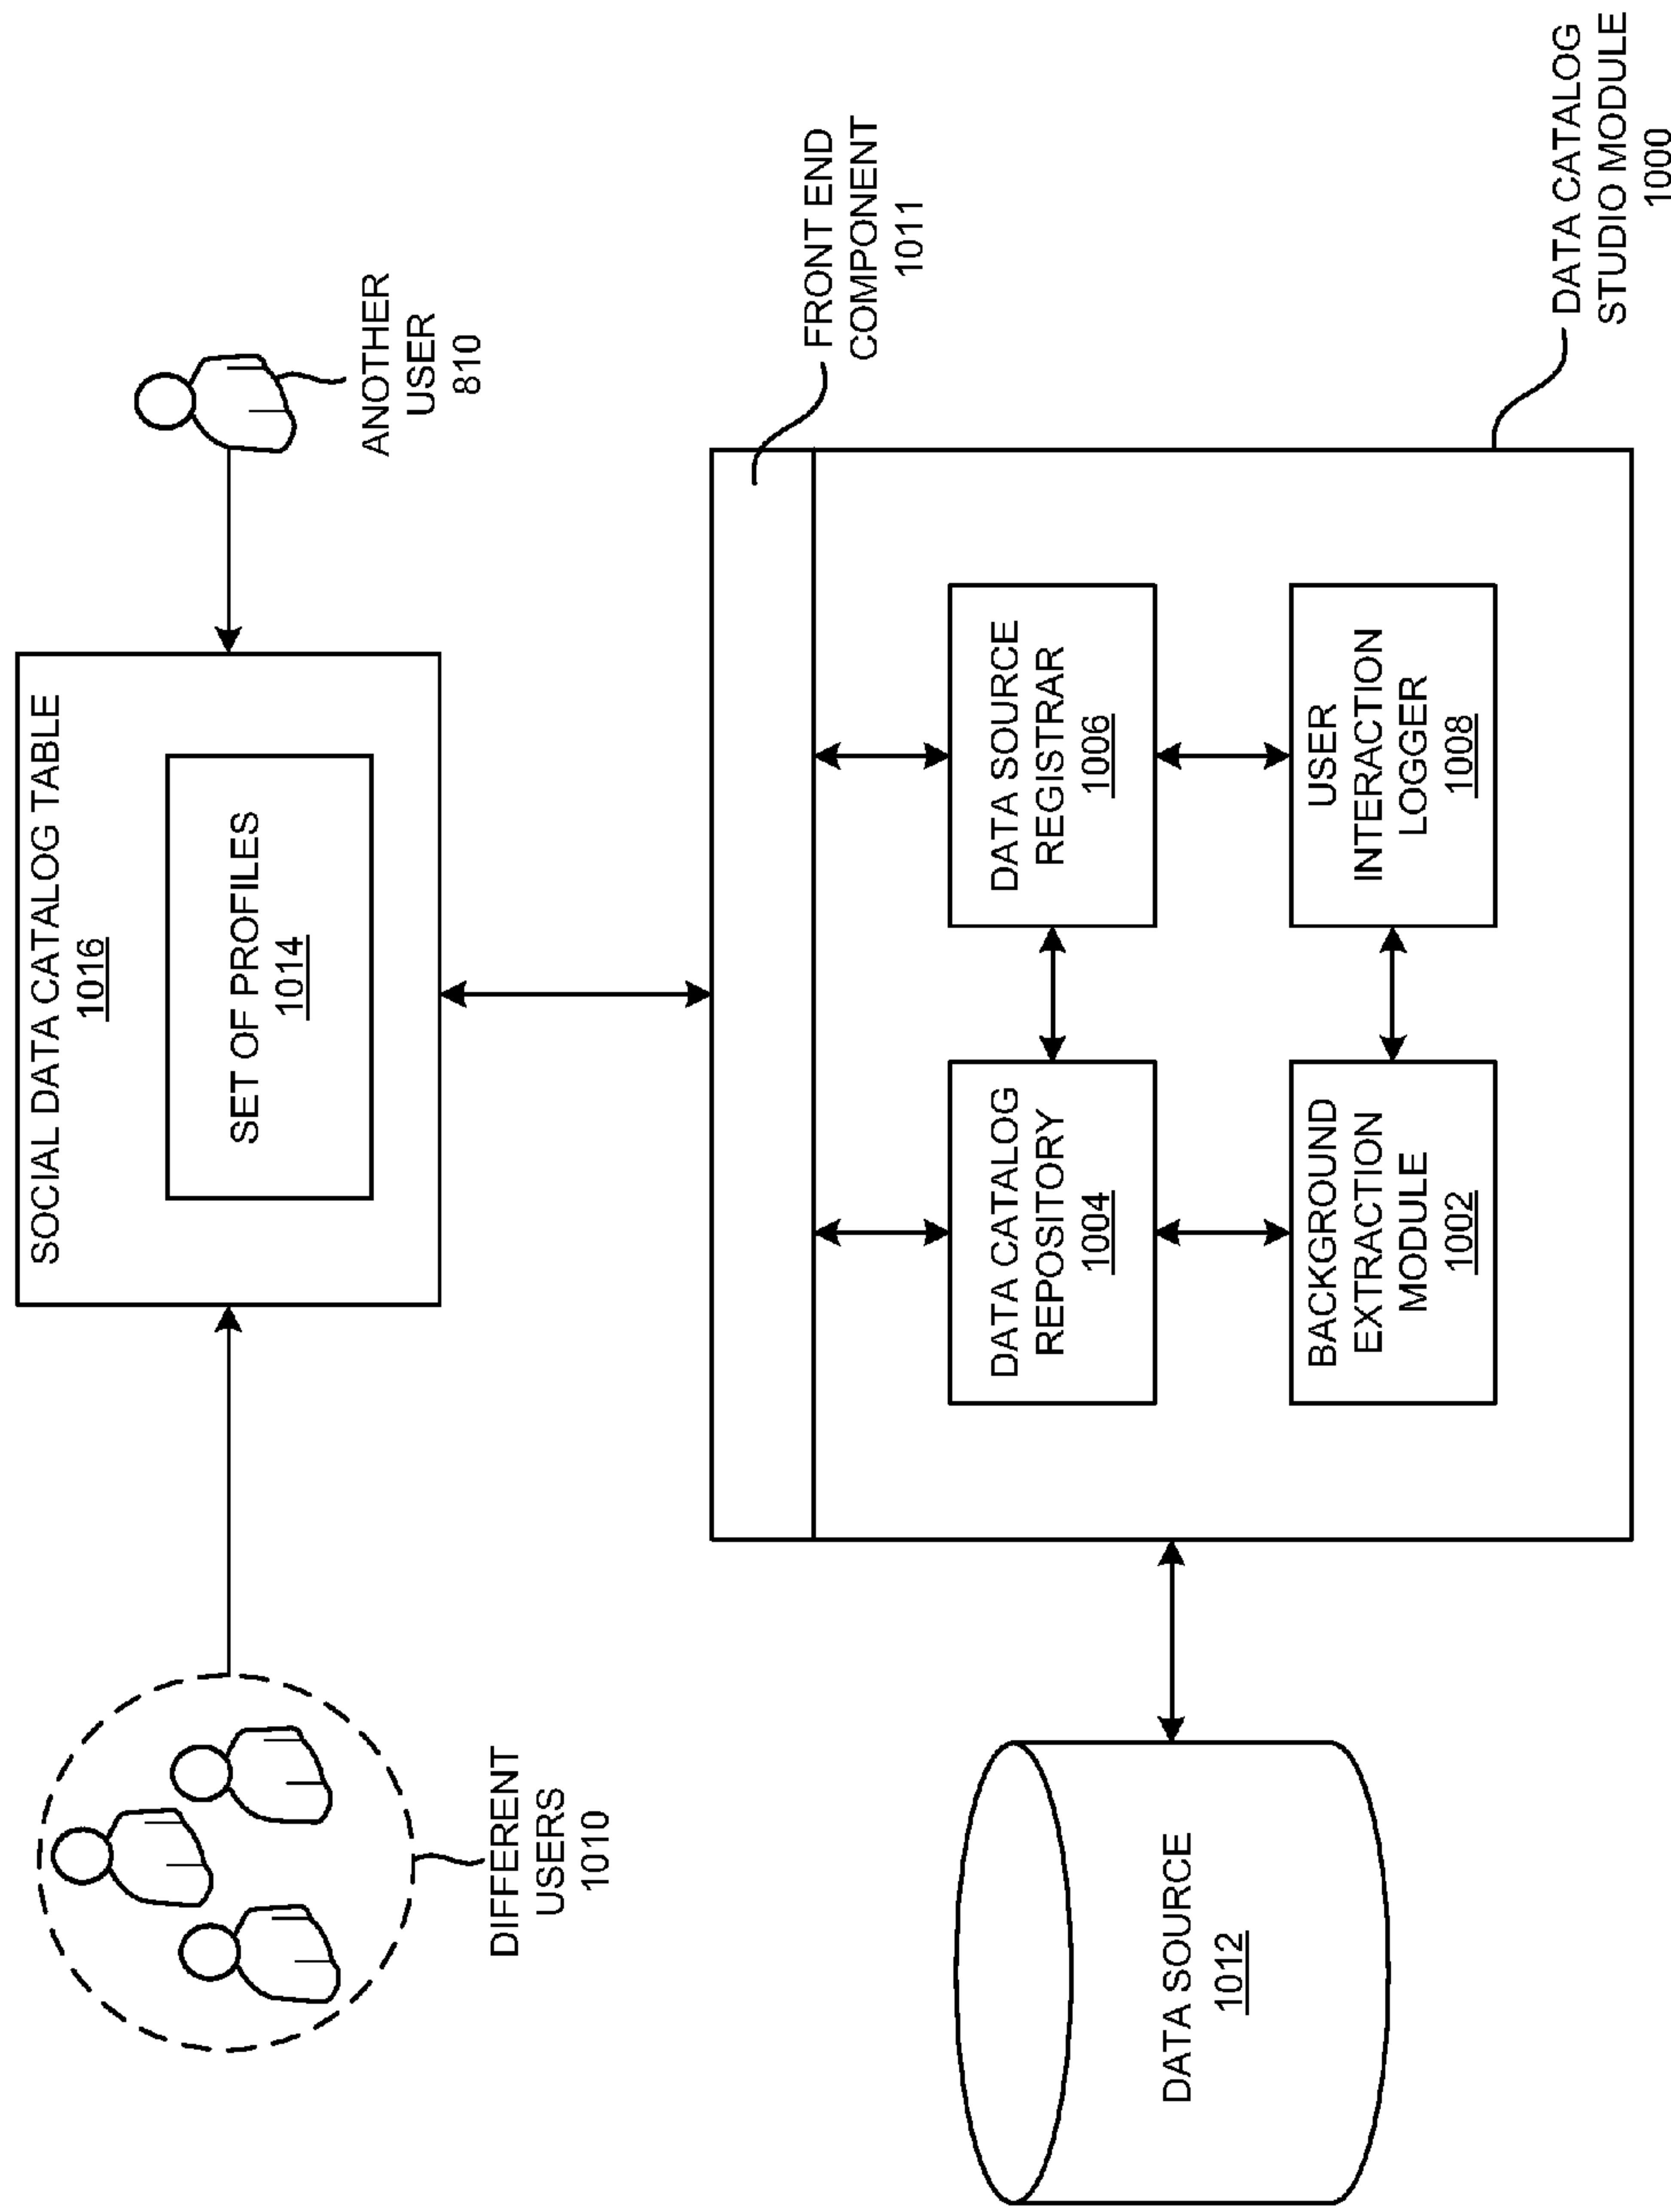 DIFFERENT
USERS
1010
SOCIAL DATA CATALOG TABLE
1016
SET OF PROFILES
1014
ANOTHER
USER
810
FRONT END
COMPONENT
1011
DATA SOURCE
1012
DATA CATALOG
REPOSITORY
1004
DATA SOURCE
REGISTRAR
1006
BACKGROUND
EXTRACTION
MODULE
1002
USER
INTERACTION
LOGGER
1008
DATA CATALOG
STUDIO MODULE
1000